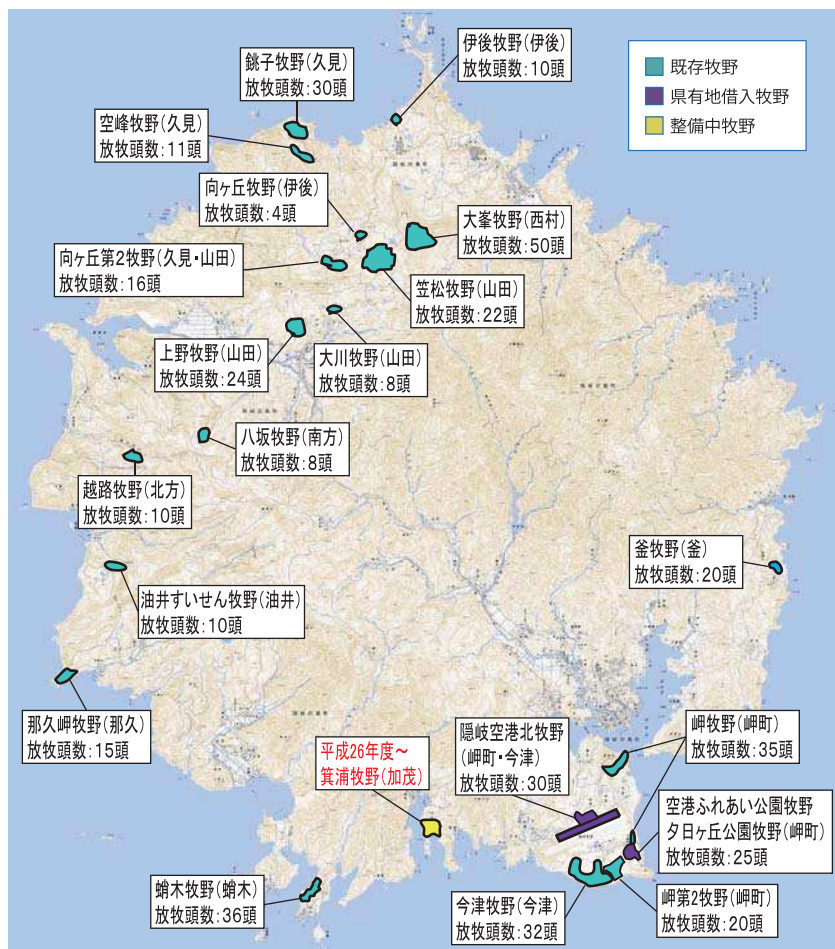 銚子牧野(久見)
放牧頭数:30頭
伊後牧野(伊後)
放牧頭数:10頭
既存牧野
県有地借入牧野
整備中牧野
空峰牧野(久見)
放牧頭数:11頭
向ヶ丘牧野(伊後)
放牧頭数:4頭
大峯牧野(西村)
放牧頭数:50頭
向ヶ丘第2牧野(久見・山田)
放牧頭数:16頭
笠松牧野(山田)
放牧頭数:22頭
上野牧野(山田)
放牧頭数:24頭
大川牧野(山田)
放牧頭数:8頭
八坂牧野(南方)
放牧頭数:8頭
越路牧野(北方)
放牧頭数:10頭
釜牧野(釜)
放牧頭数:20頭
油井すいせん牧野(油井)
放牧頭数:10頭
那久岬牧野(那久)
放牧頭数:15頭
平成26年度～
箕浦牧野(加茂)
隠岐空港北牧野
(岬町・今津)
放牧頭数:30頭
岬牧野(岬町)
放牧頭数:35頭
空港ふれあい公園牧野
夕日ヶ丘公園牧野(岬町)
放牧頭数:25頭
蛸木牧野(蛸木)
放牧頭数:36頭
今津牧野(今津)
放牧頭数:32頭
岬第2牧野(岬町)
放牧頭数:20頭